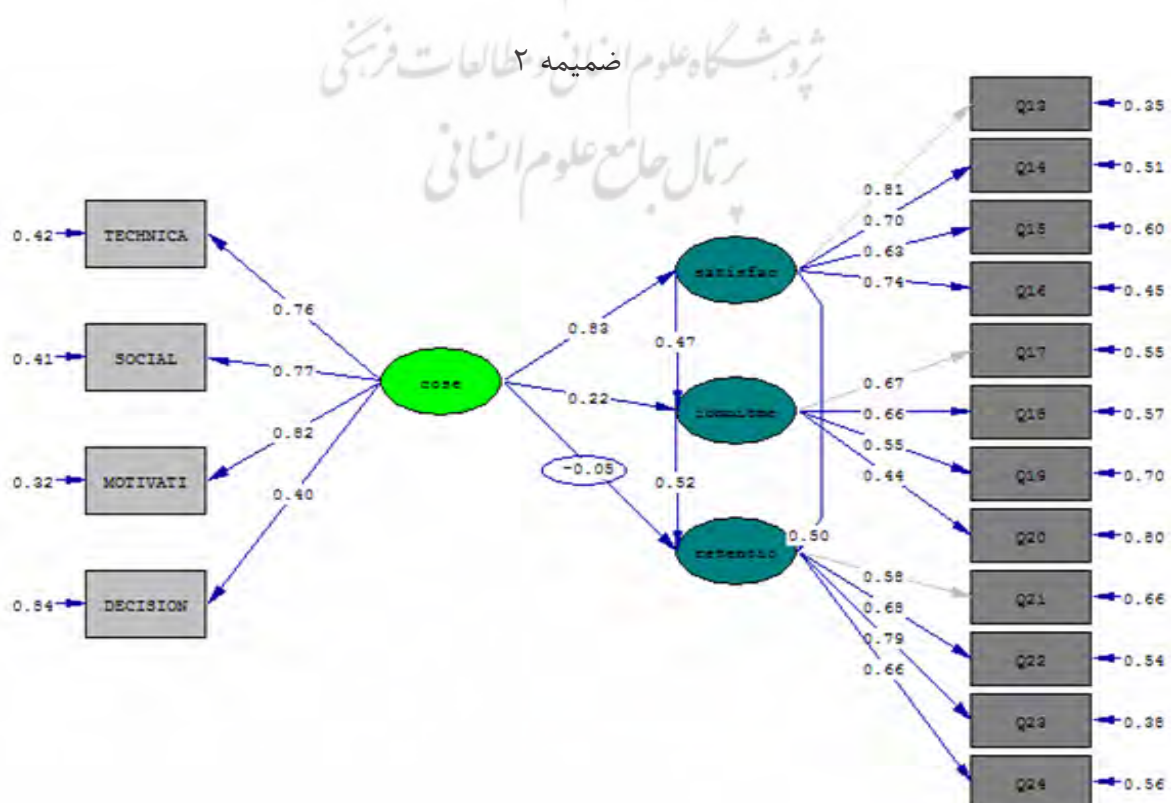 پژوهشگاه علوم انسانی و مطالعات فرهنگی
ضمیمه ۲
پرتال جامع علوم انسانی
Q13
0.35
Q14
0.51
0.81
0.70
Q15
0.60
0.63
0.74
Q16
0.45
0.42
TECHNICA
satisfac
0.76
0.83
0.47
Q17
0.55
0.41
SOCIAL
0.77
cose
0.67
0.22
commitme
0.66
Q18
0.57
0.82
0.55
0.44
Q19
0.70
0.32
MOTIVATI
-0.05
0.52
0.40
Q20
0.80
0.50
retentio
0.58
Q21
0.66
0.84
DECISION
0.68
0.79
0.66
Q22
0.54
Q23
0.38
Q24
0.56